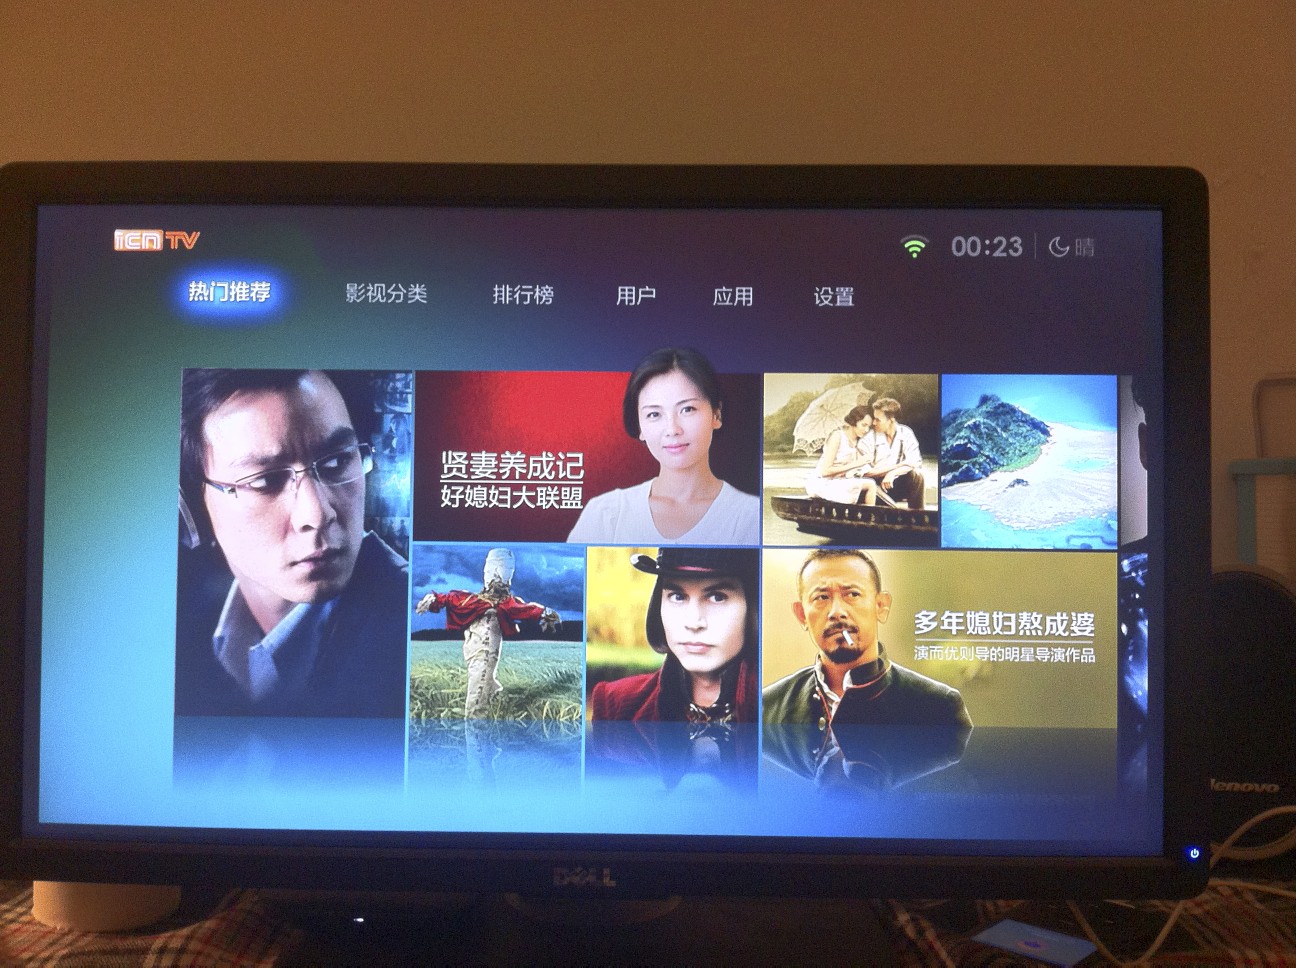 iCNTV
00:23 晴
热门推荐 影视分类 排行榜 用户 应用 设置
贤妻养成记
好媳妇大联盟
多年媳妇熬成婆
演而优则导的明星导演作品
DELL
lenovo